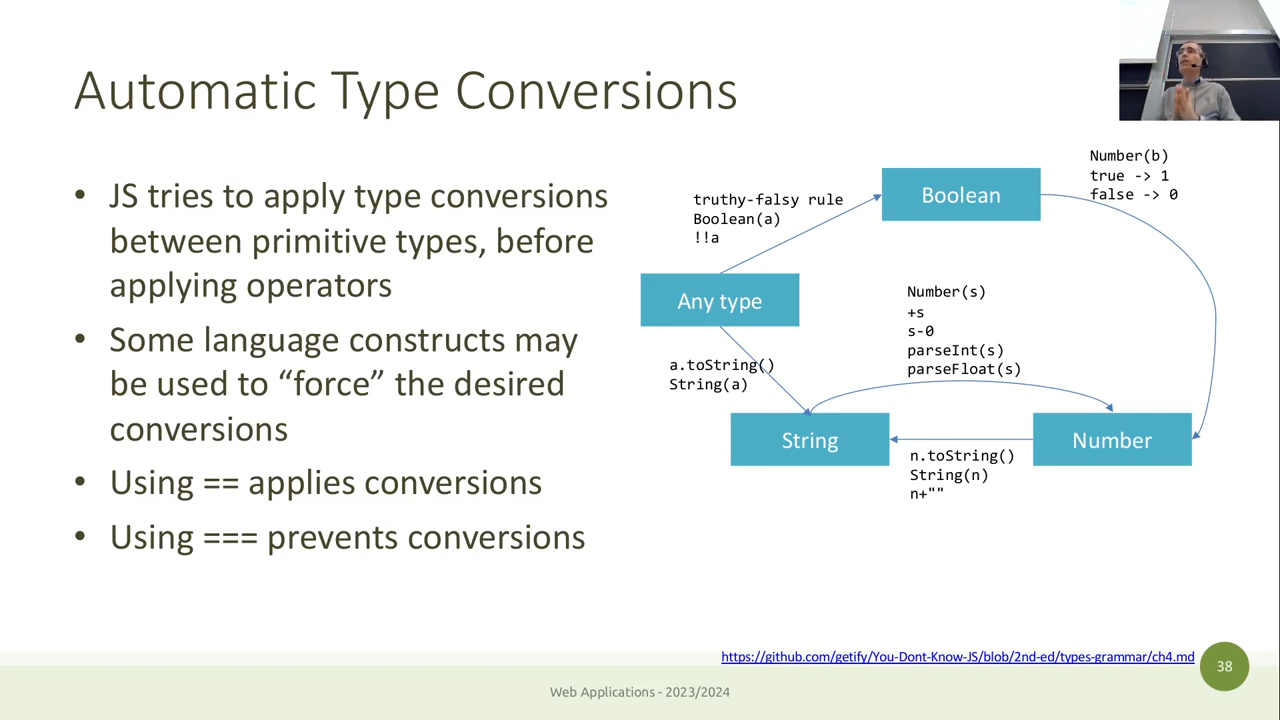 Automatic Type Conversions
• JS tries to apply type conversions
between primitive types, before
applying operators
• Some language constructs may
be used to “force” the desired
conversions
• Using == applies conversions
• Using === prevents conversions
Number(b)
true -> 1
false -> 0
truthy-falsy rule
Boolean(a)
!!a
Boolean
Any type
Number(s)
+s
s-0
parseInt(s)
parseFloat(s)
a.toString()
String(a)
String
Number
n.toString()
String(n)
n+""
https://github.com/getify/You-Dont-Know-JS/blob/2nd-ed/types-grammar/ch4.md
38
Web Applications - 2023/2024